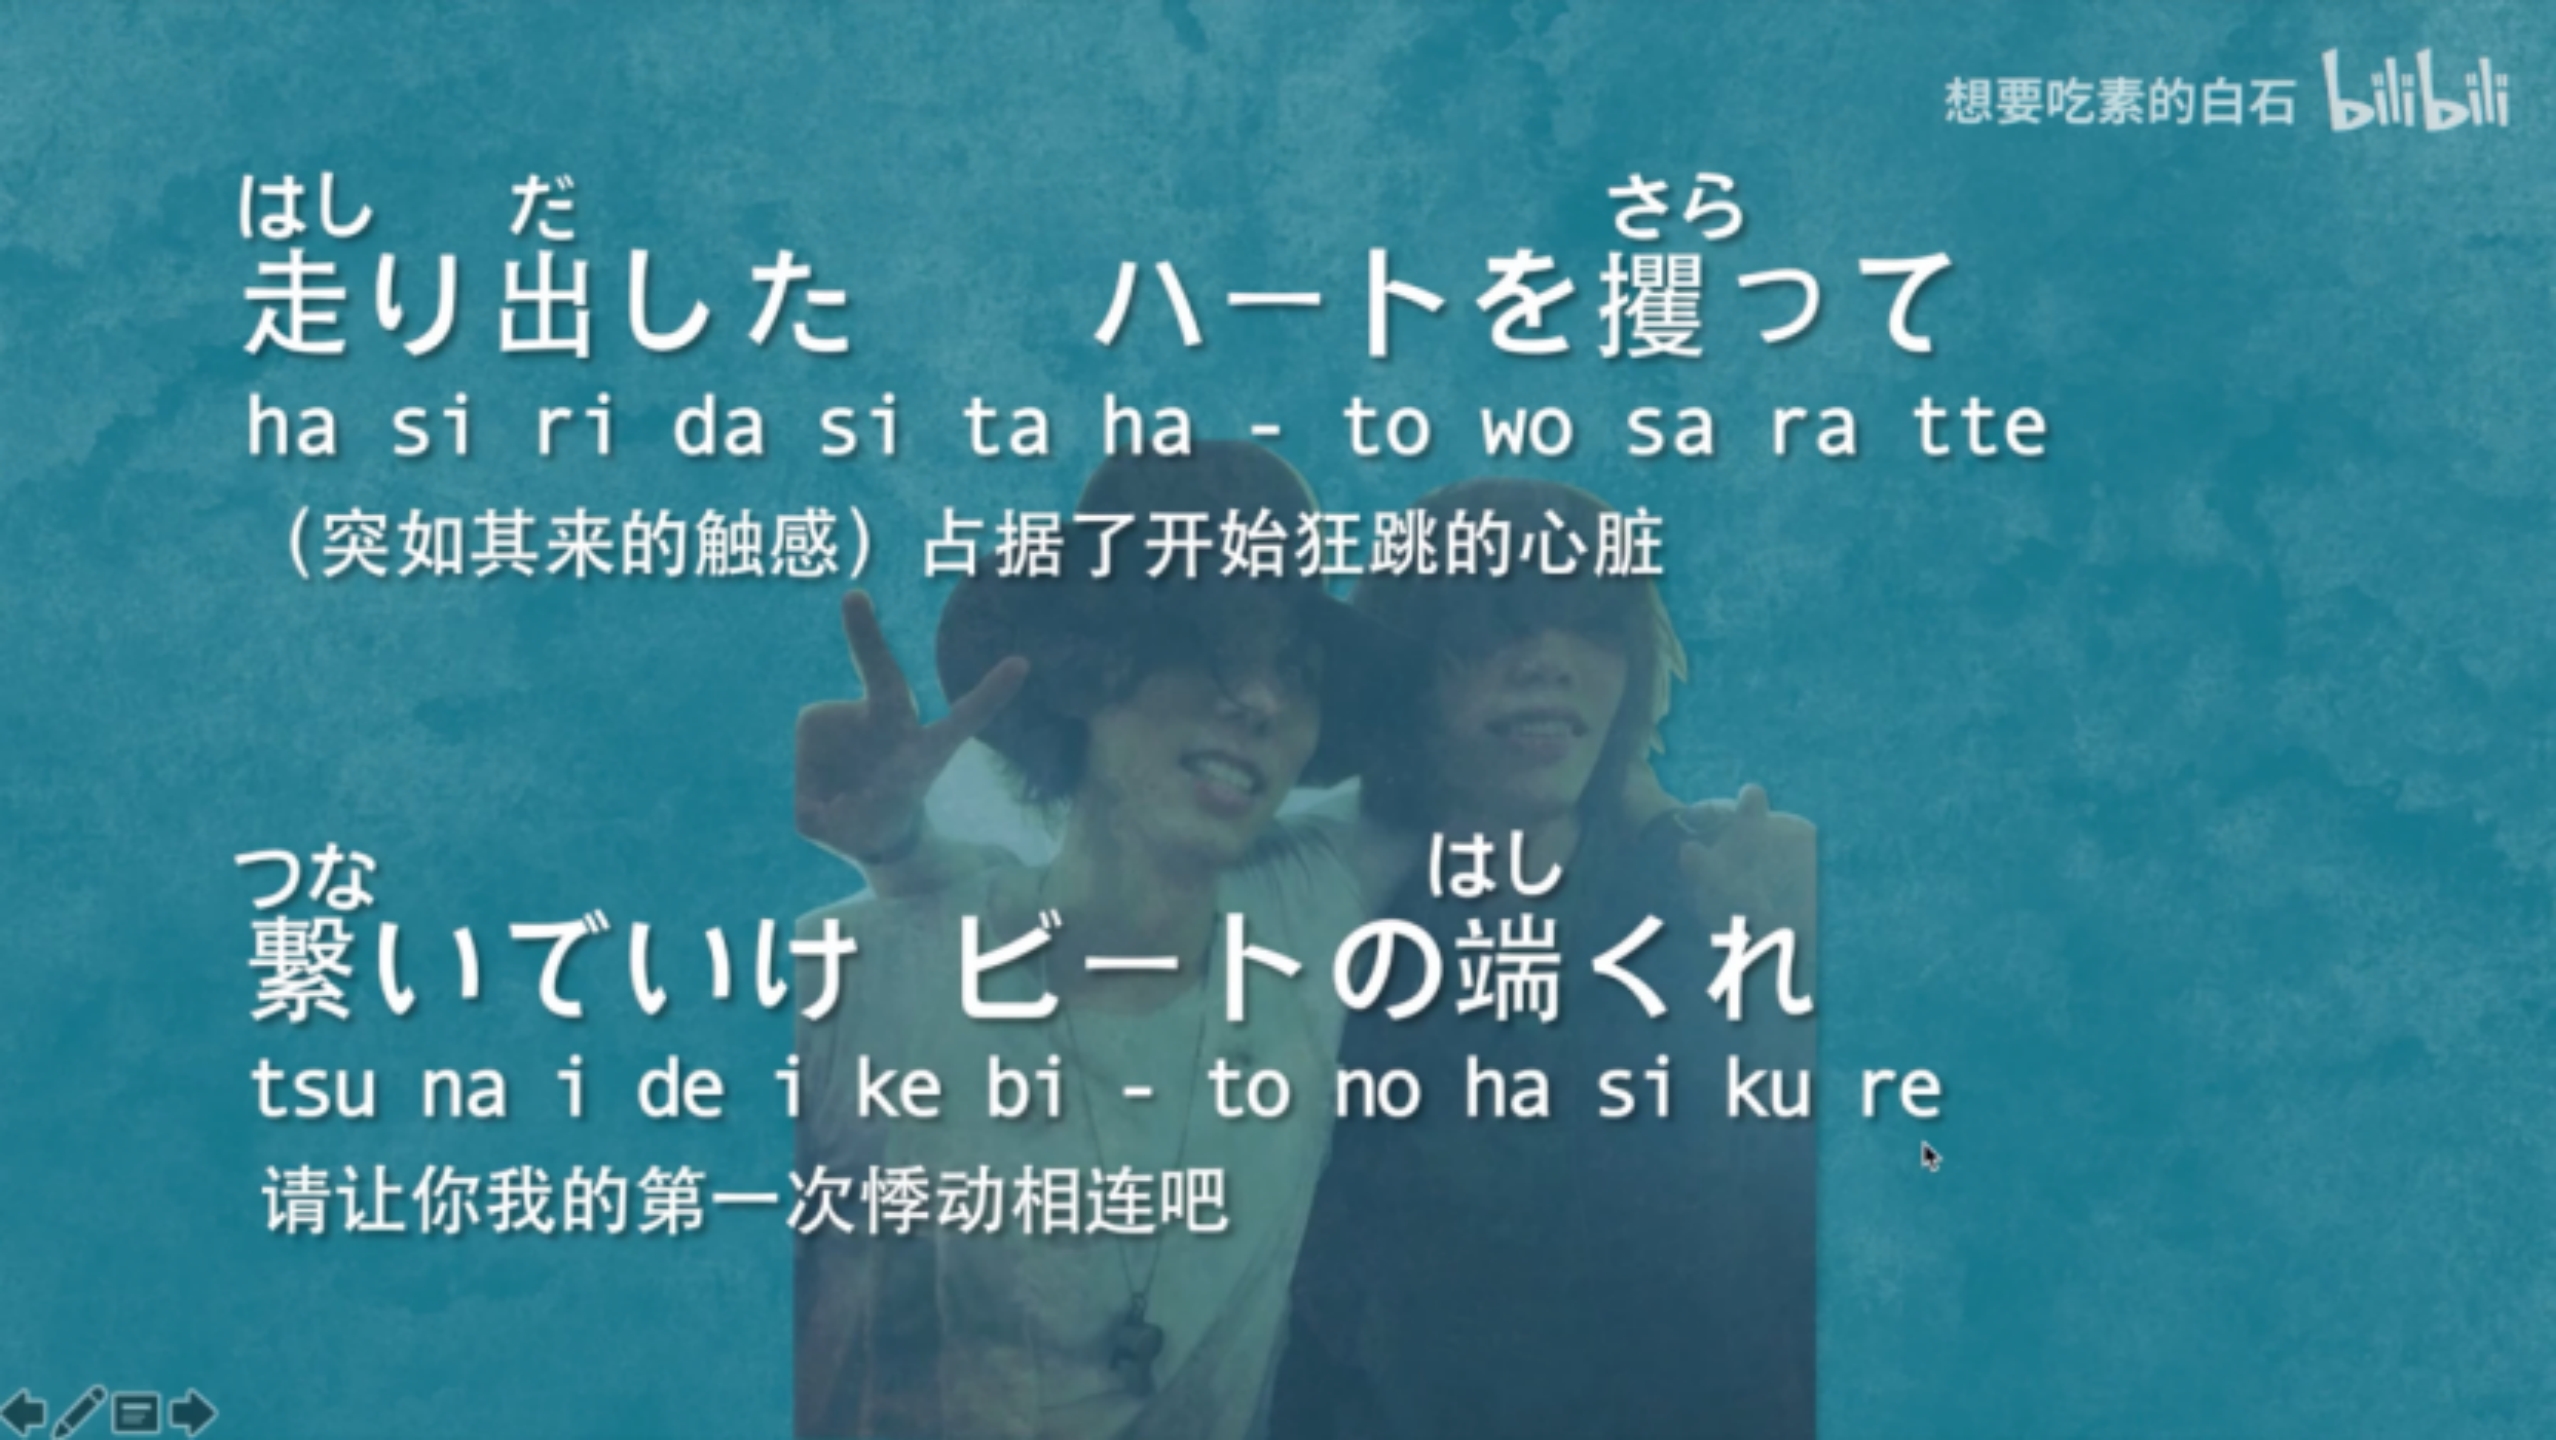 想要吃素的白石 bilibili
はし だ さら
走り出した ハートを攫って
ha si ri da si ta ha - to wo sa ra tte
（突如其来的触感）占据了开始狂跳的心脏
つな はし
繋いでいけ ビートの端くれ
tsu na i de i ke bi - to no ha si ku re
请让你我的第一次悸动相连吧